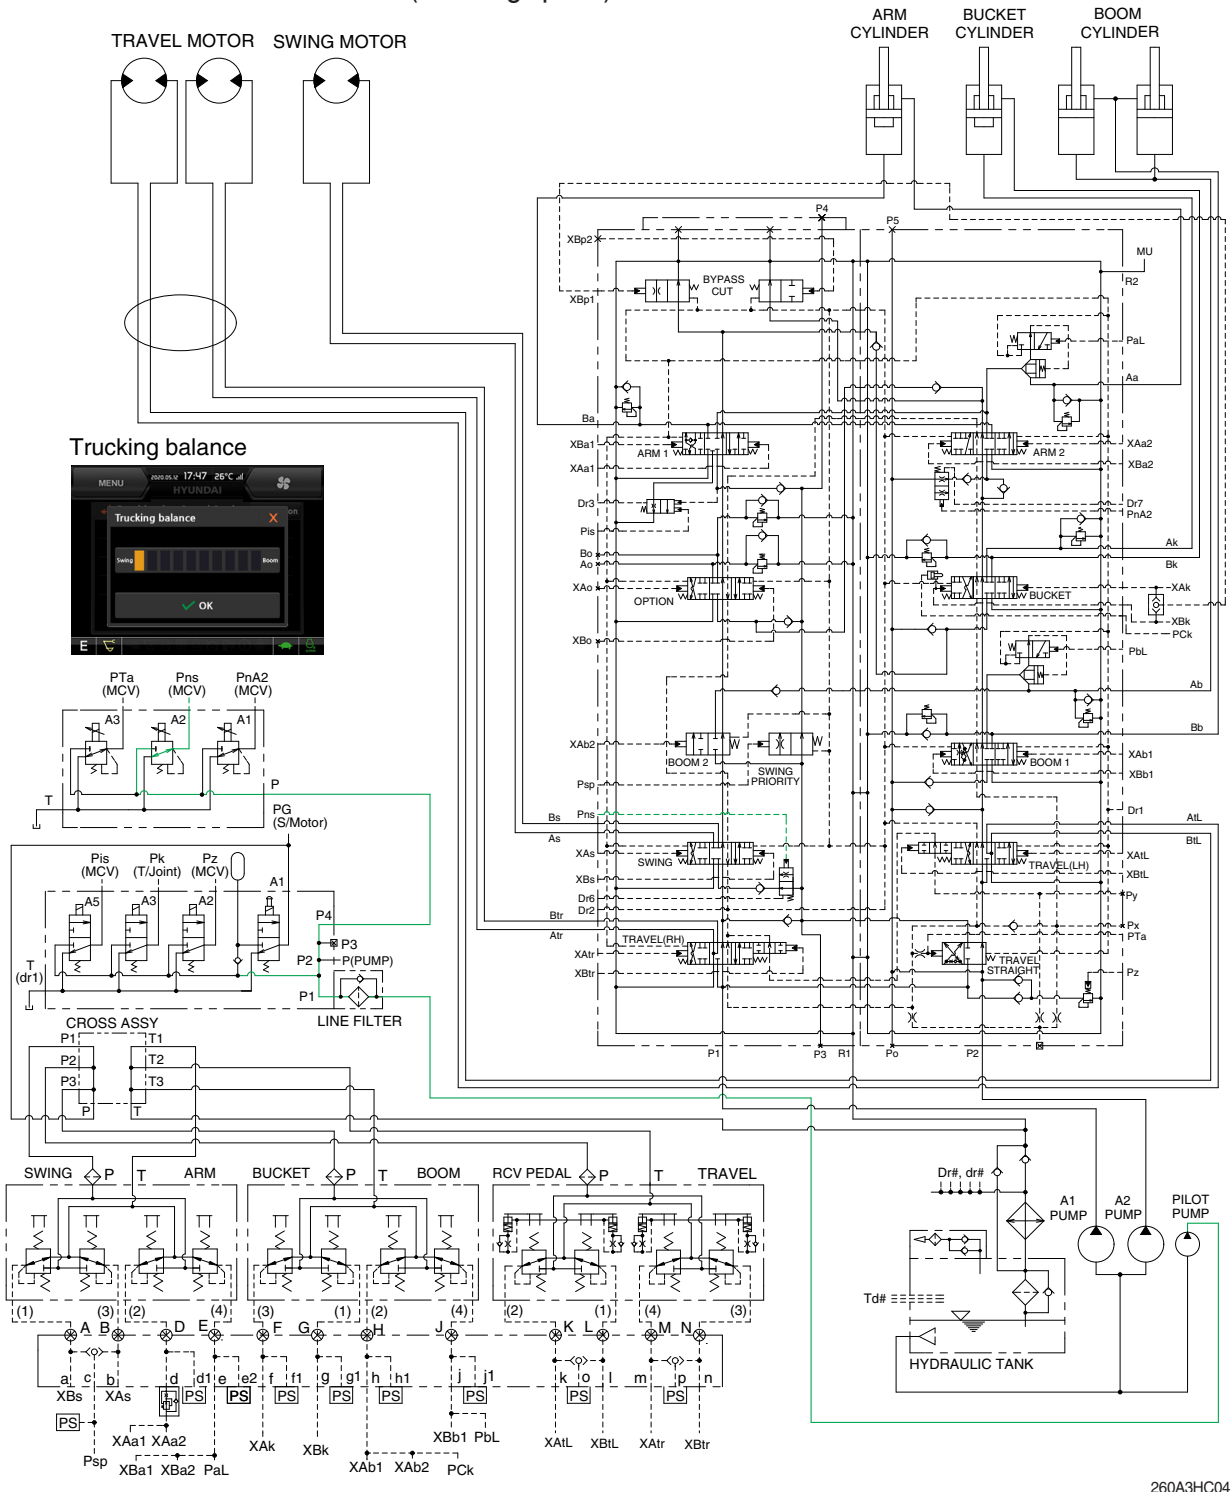 ARM CYLINDER
BUCKET CYLINDER
BOOM CYLINDER
TRAVEL MOTOR
SWING MOTOR
P4
P5
XBp2
MU
BYPASS CUT
R2
XBp1
PaL
Aa
Ba
XBa1
ARM 1
ARM 2
XAa2
XAa1
XBa2
Dr3
Dr7
PnA2
Pis
Ak
Bo
Ao
Bk
XAo
OPTION
BUCKET
XAk
XBk
PCk
XBo
PbL
Ab
Bb
XAb2
BOOM 2
SWING PRIORITY
BOOM 1
XAb1
XBb1
Psp
Pns
Dr1
Bs
As
AtL
BtL
XAs
SWING
TRAVEL(LH)
XAtL
XBs
XBtL
Dr6
Dr2
Py
Btr
Atr
Px
PTa
TRAVEL(RH)
XAtr
XBtr
TRAVEL STRAIGHT
Pz
P1
P3
R1
Po
P2
Trucking balance
MENU
2020.05.12 17:47 26°C
HYUNDAI
on
Trucking balance
X
Swing
Boom
OK
E
PTa (MCV)
Pns (MCV)
PnA2 (MCV)
A3
A2
A1
P
T
PG (S/Motor)
Pis (MCV)
Pk (T/Joint)
Pz (MCV)
A1
A5
A3
A2
P4
P3
P2
P(PUMP)
T (dr1)
P1
LINE FILTER
CROSS ASSY
P1
T1
P2
T2
P3
T3
P
T
SWING
P
T
ARM
BUCKET
P
T
BOOM
RCV PEDAL
P
T
TRAVEL
Dr#, dr#
A1 PUMP
A2 PUMP
PILOT PUMP
Td#
HYDRAULIC TANK
(1)
(3)
(2)
(4)
(3)
(1)
(2)
(4)
(2)
(1)
(4)
(3)
A
B
D
E
F
G
H
J
K
L
M
N
a
c
b
d
d1
e
e2
f
f1
g
g1
h
h1
j
j1
k
o
l
m
p
n
XBs
XAs
PS
PS
PS
PS
PS
PS
PS
PS
PS
Psp
XAa1
XAa2
XBa1
XBa2
PaL
XAk
XBk
XAb1
XAb2
PCk
XBb1
PbL
XAtL
XBtL
XAtr
XBtr
260A3HC04